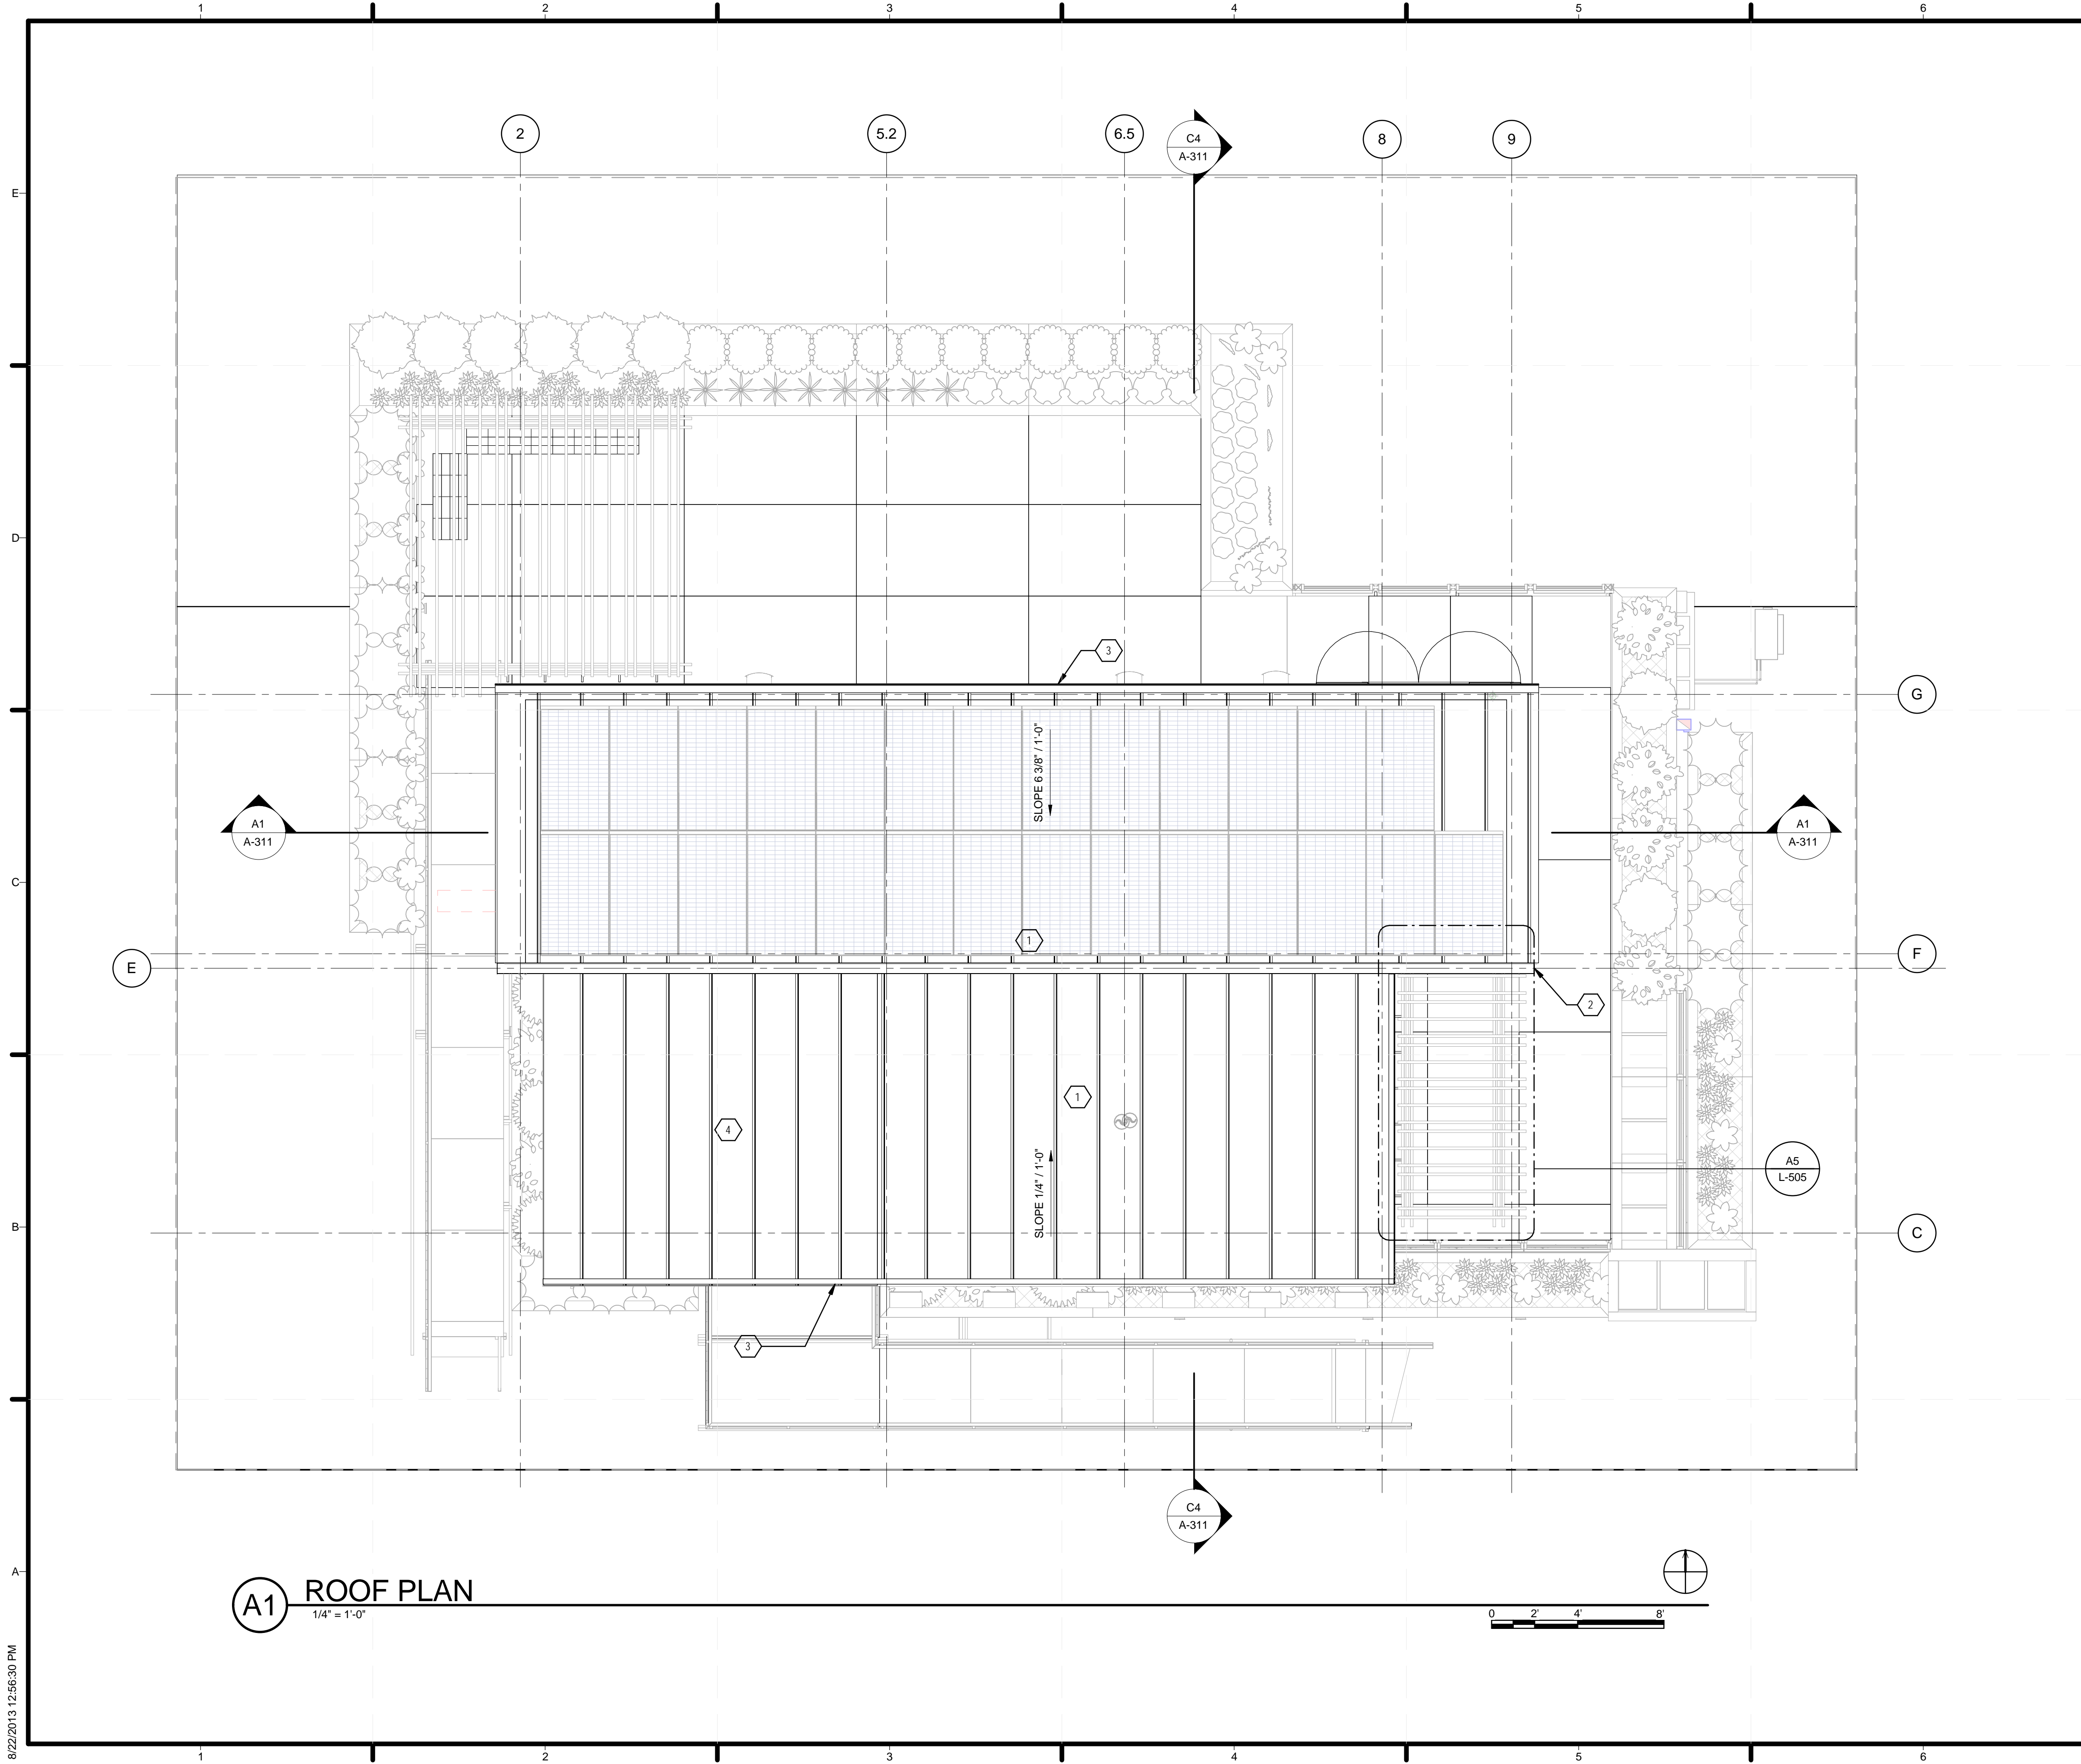 1 2 3 4 5 6
2 5.2 6.5 8 9
C4
A-311
E
D
3
G
SLOPE 6 3/8" / 1'-0"
A1
A-311
A1
A-311
C
1
F
E
2
1
4
SLOPE 1/4" / 1'-0"
A5
L-505
B
C
3
C4
A-311
A
A1 ROOF PLAN
1/4" = 1'-0"
0 2' 4' 8'
8/22/2013 12:56:30 PM
1 2 3 4 5 6